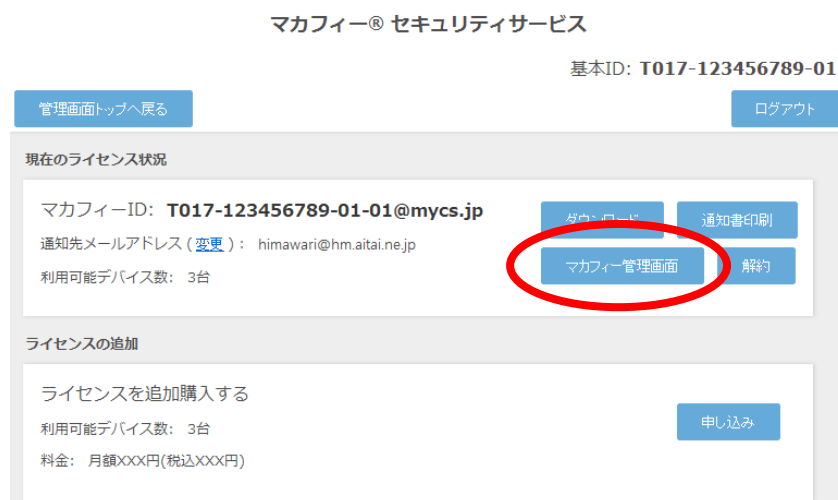 マカフィー® セキュリティサービス
基本ID: T017-123456789-01
管理画面トップへ戻る
ログアウト
現在のライセンス状況
マカフィーID: T017-123456789-01-01@mycs.jp
ダウンロード
通知書印刷
通知先メールアドレス ( 変更 ) : himawari@hm.aitai.ne.jp
マカフィー管理画面
解約
利用可能デバイス数: 3台
ライセンスの追加
ライセンスを追加購入する
利用可能デバイス数: 3台
申し込み
料金: 月額XXX円(税込XXX円)